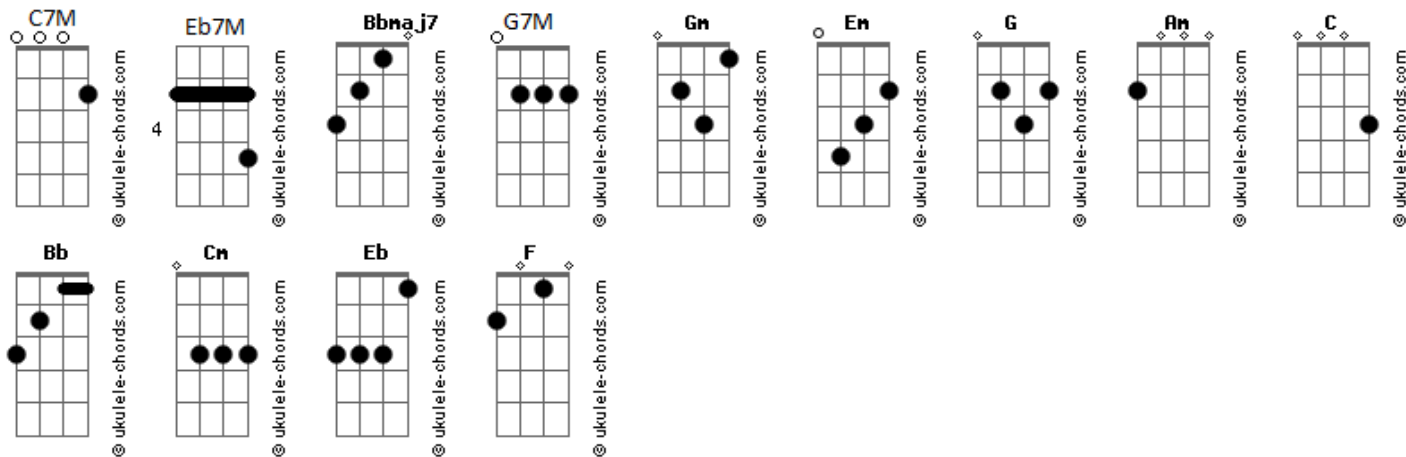 C7M Eb7M Bbmaj7 G7M Gm Em G Am C
4
© ukulele-chords.com © ukulele-chords.com © ukulele-chords.com © ukulele-chords.com © ukulele-chords.com © ukulele-chords.com © ukulele-chords.com © ukulele-chords.com © ukulele-chords.com
Bb Cm Eb F
© ukulele-chords.com © ukulele-chords.com © ukulele-chords.com © ukulele-chords.com